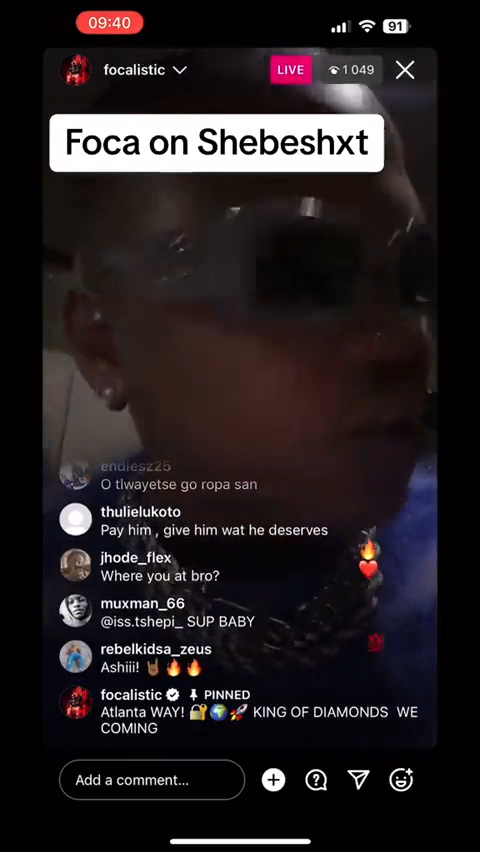 09:40
91
focalistic
LIVE
1 049
Foca on Shebeshxt
endlesz25
O tlwayetse go ropa san
thulielukoto
Pay him , give him wat he deserves
jhode_flex
Where you at bro?
muxman_66
@iss.tshepi_ SUP BABY
rebelkidsa_zeus
Ashiii! 🤘🏾🔥🔥
focalistic PINNED
Atlanta WAY! 🔐🌍🚀 KING OF DIAMONDS WE
COMING
Add a comment...